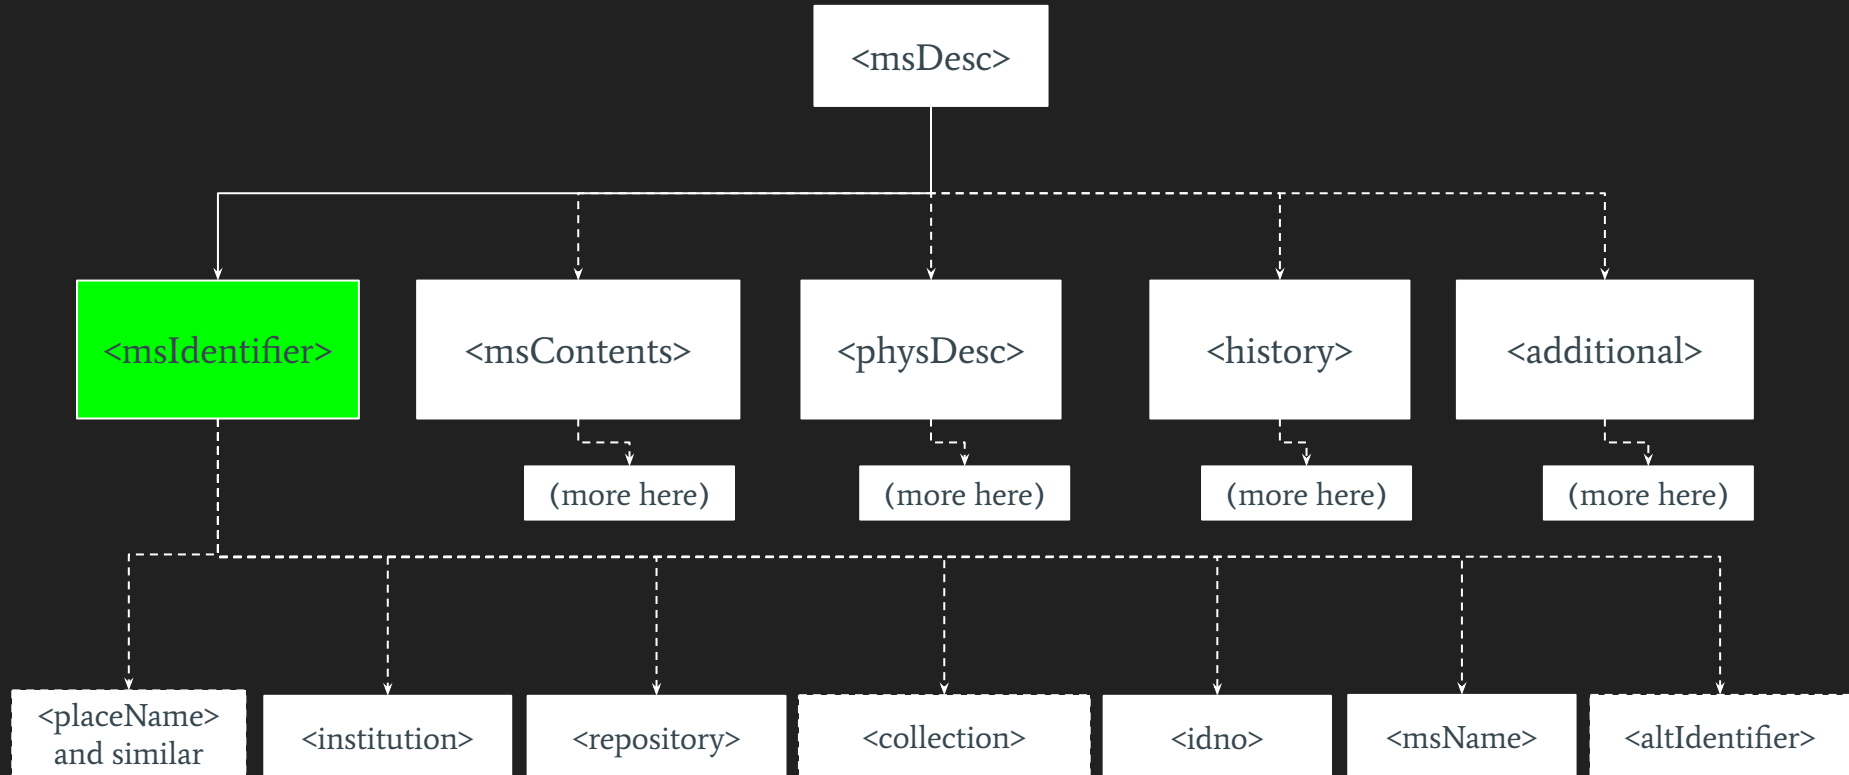 <msDesc>
<msIdentifier>
<msContents>
<physDesc>
<history>
<additional>
(more here)
(more here)
(more here)
(more here)
<placeName>
and similar
<institution>
<repository>
<collection>
<idno>
<msName>
<altIdentifier>